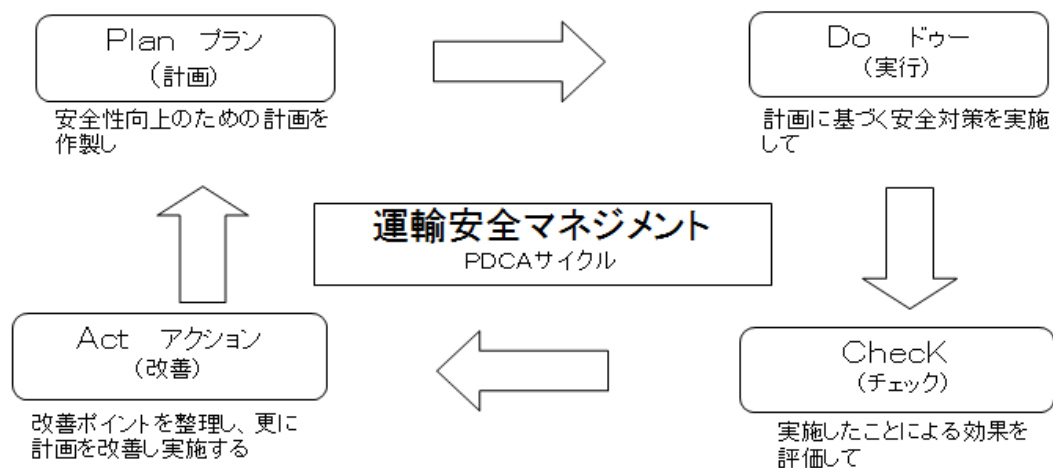 Plan プラン
(計画)
安全性向上のための計画を
作製し
Do ドゥー
(実行)
計画に基づく安全対策を実施
して
運輸安全マネジメント
PDCAサイクル
Act アクション
(改善)
改善ポイントを整理し、更に
計画を改善し実施する
ChecK
(チェック)
実施したことによる効果を
評価して